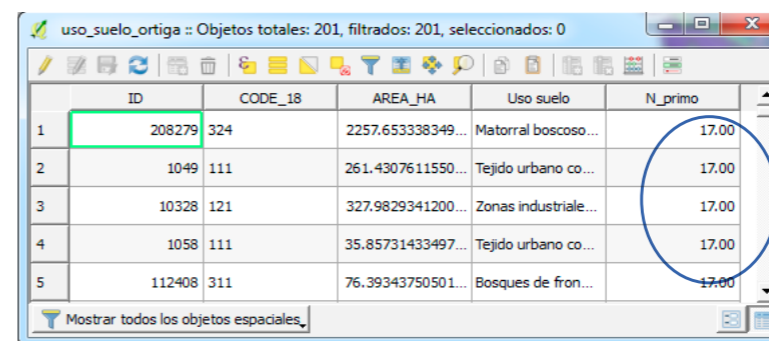 uso_suelo_ortiga :: Objetos totales: 201, filtrados: 201, seleccionados: 0
ID CODE_18 AREA_HA Uso suelo N_primo
1 208279 324 2257.653338349... Matorral boscoso... 17.00
2 1049 111 261.4307611550... Tejido urbano co... 17.00
3 10328 121 327.9829341200... Zonas industriale... 17.00
4 1058 111 35.85731433497... Tejido urbano co... 17.00
5 112408 311 76.39343750501... Bosques de fron... 17.00
Mostrar todos los objetos espaciales